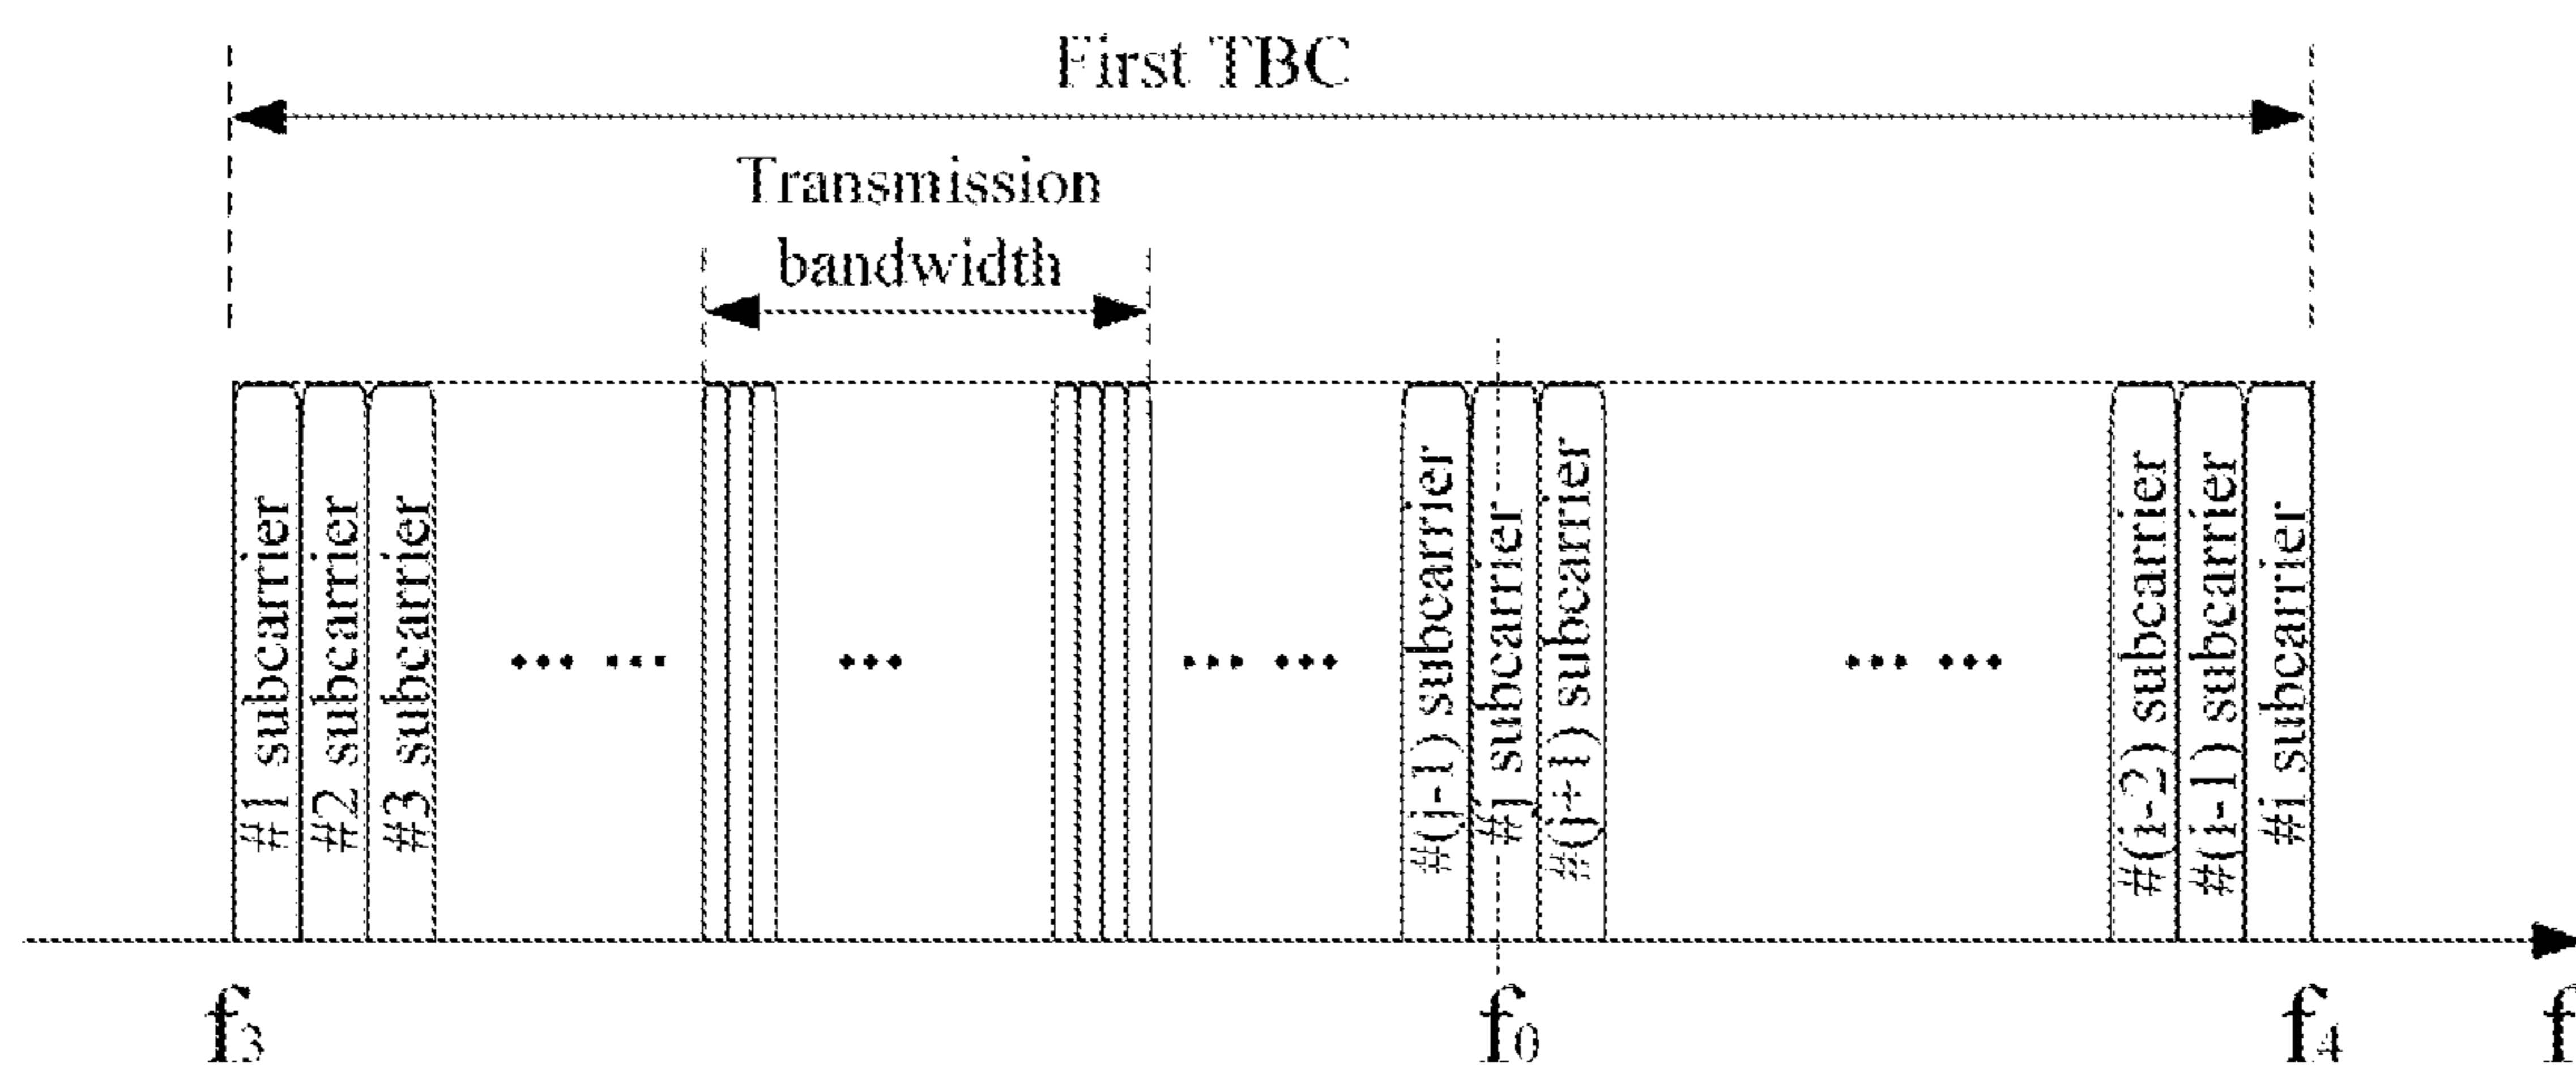 First TBC
Transmission
bandwidth
#1 subcarrier
#2 subcarrier
#3 subcarrier
... ...
...
... ...
#(j-1) subcarrier
#j subcarrier
#(j+1) subcarrier
... ...
#(i-2) subcarrier
#(i-1) subcarrier
#i subcarrier
f3
f0
f4
f